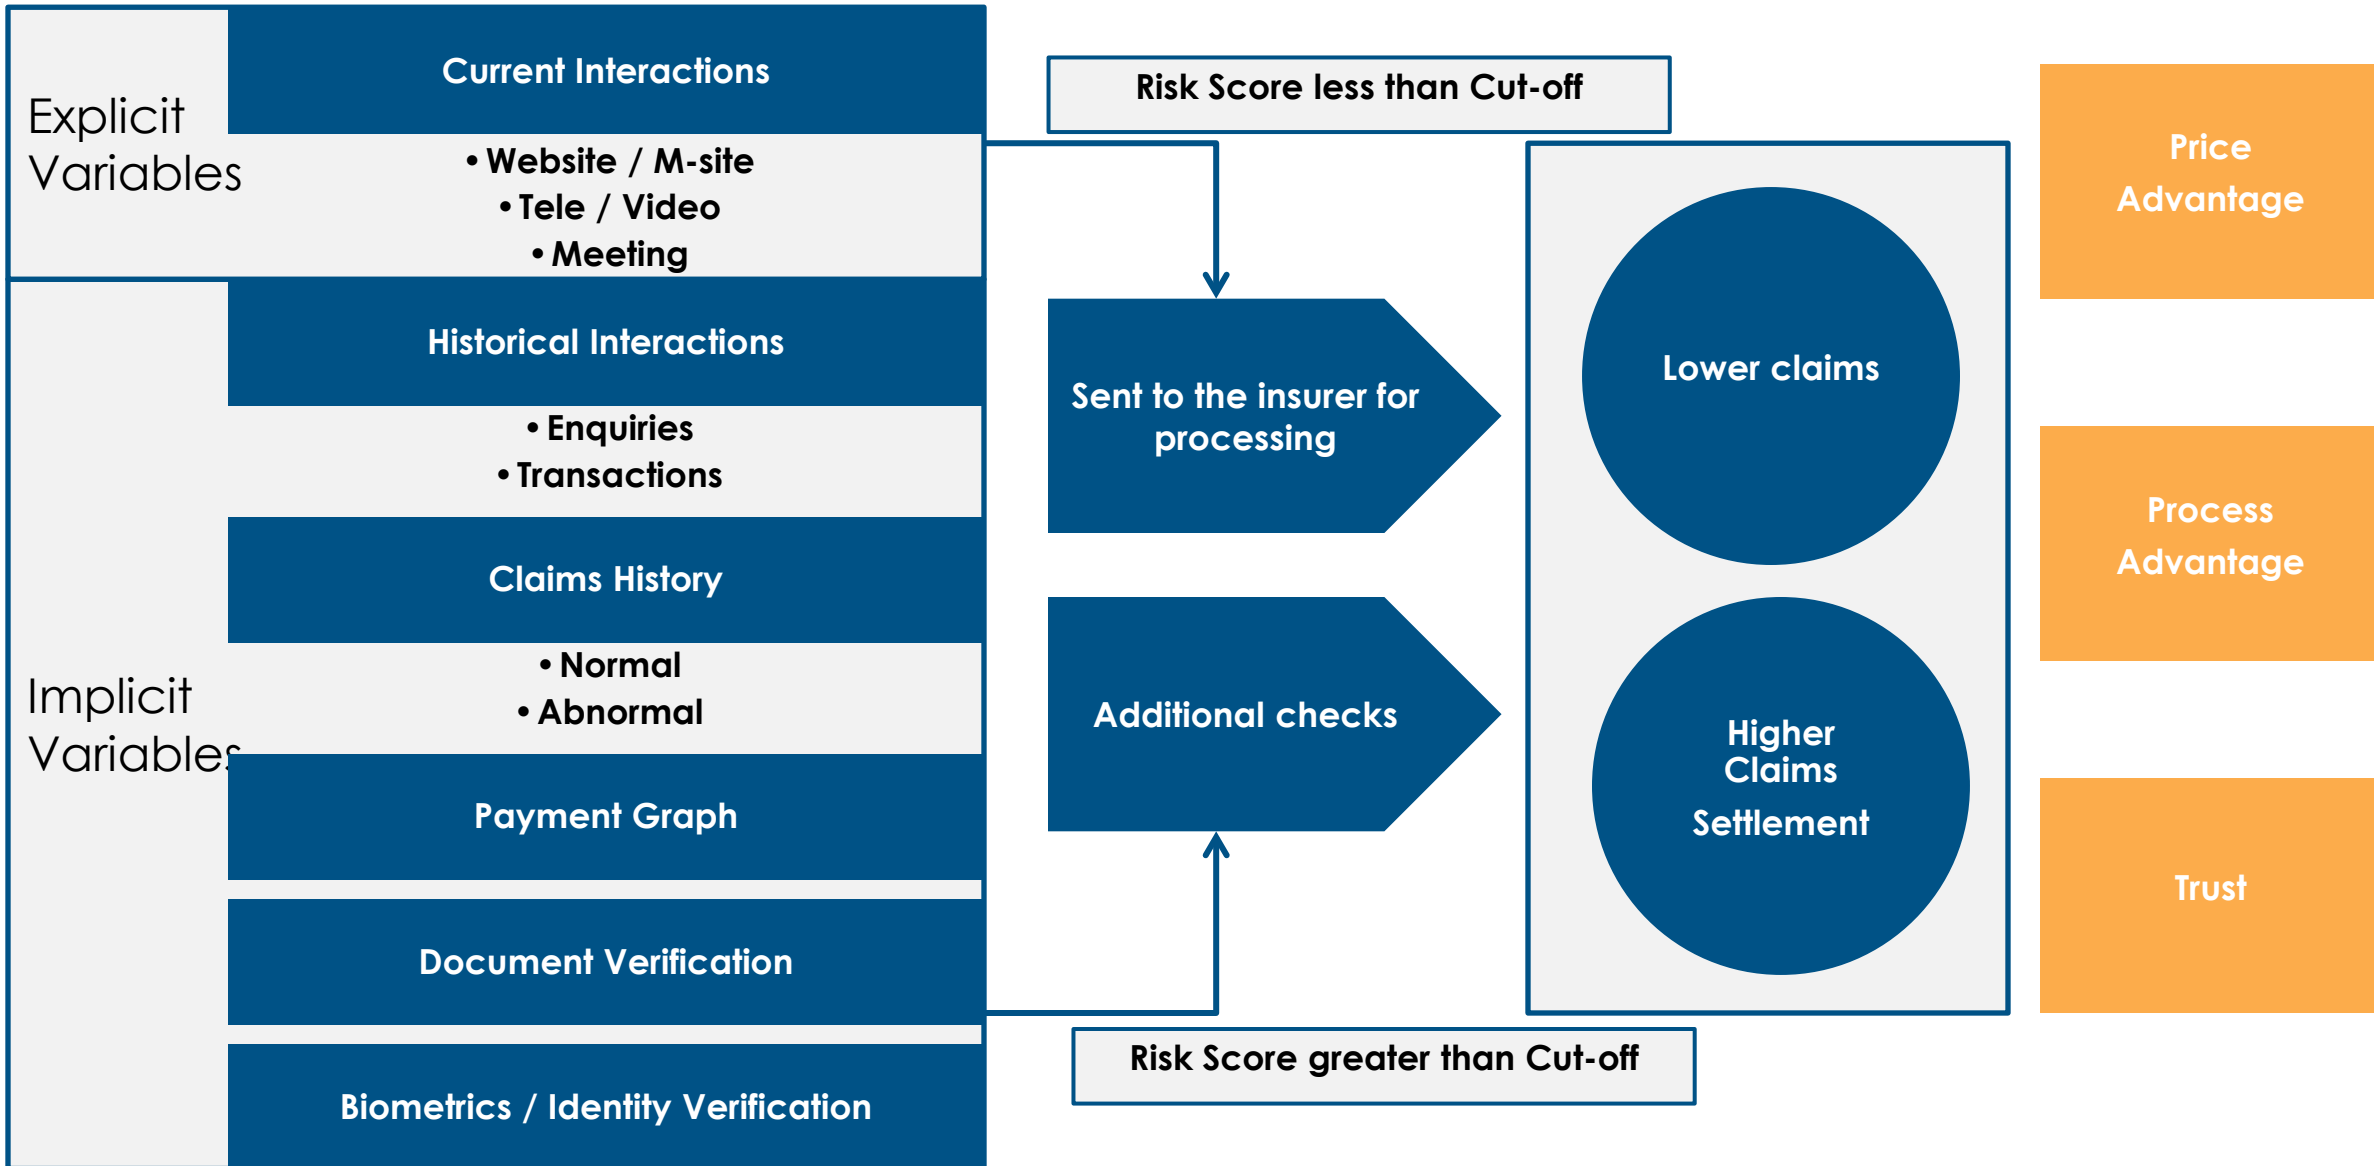 Explicit
Variables
Current Interactions
• Website / M-site
• Tele / Video
• Meeting
Implicit
Variables
Historical Interactions
• Enquiries
• Transactions
Claims History
• Normal
• Abnormal
Payment Graph
Document Verification
Biometrics / Identity Verification
Risk Score less than Cut-off
Sent to the insurer for
processing
Additional checks
Risk Score greater than Cut-off
Lower claims
Higher
Claims
Settlement
Price
Advantage
Process
Advantage
Trust